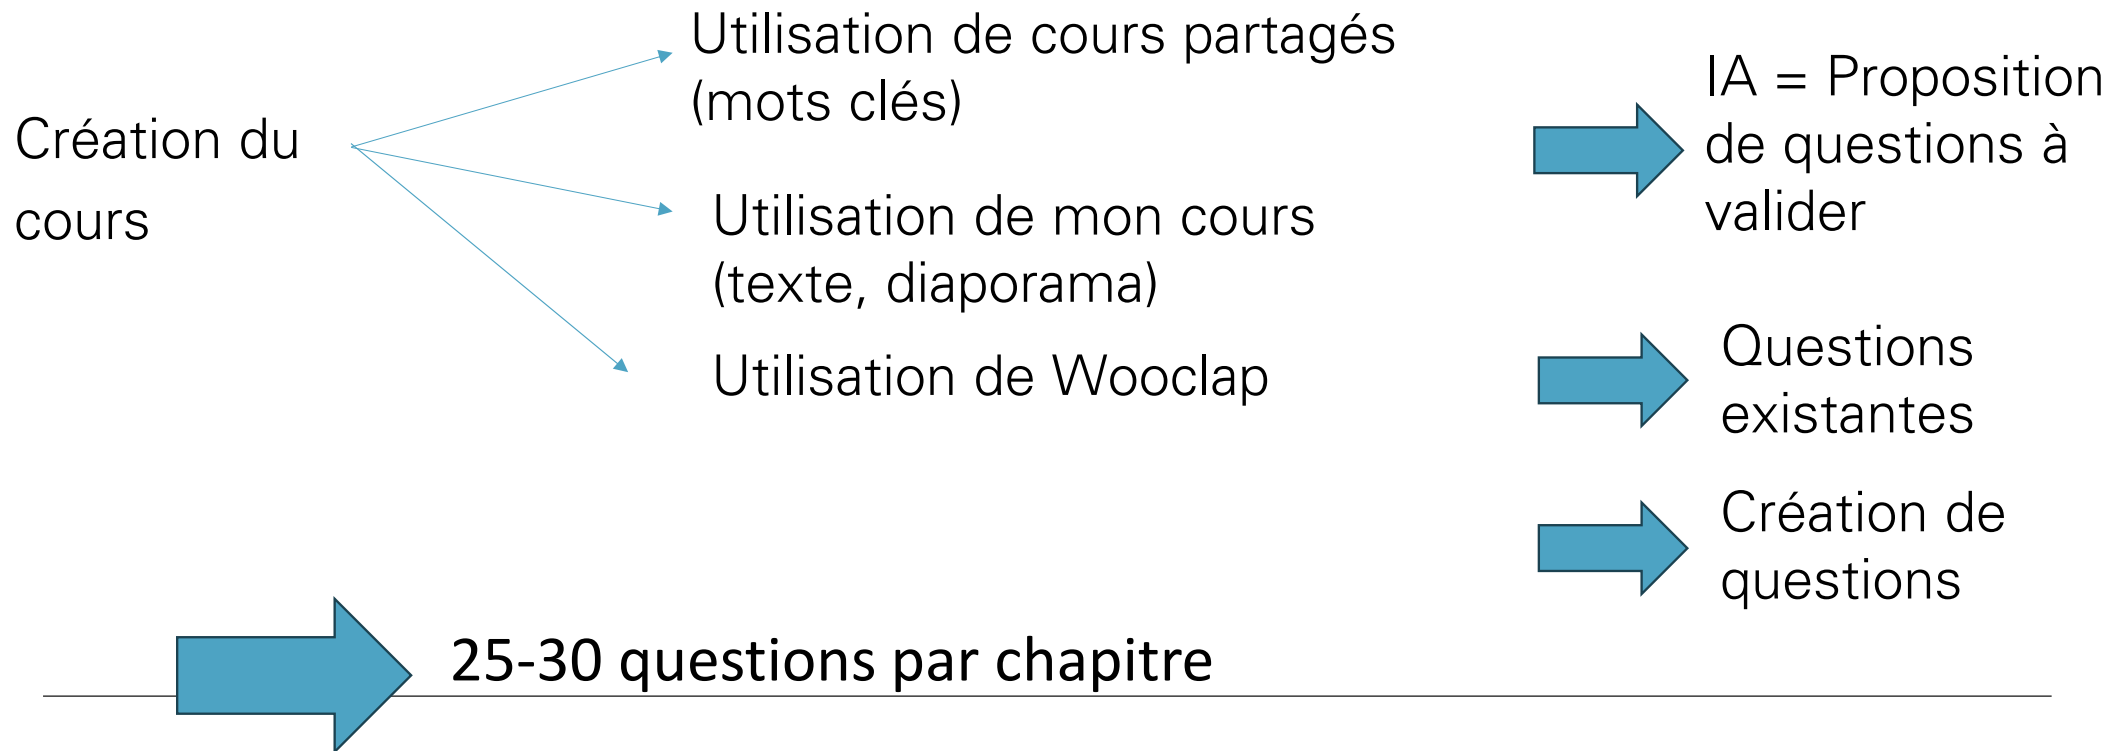 Création du
cours
Utilisation de cours partagés
(mots clés)
Utilisation de mon cours
(texte, diaporama)
Utilisation de Wooclap
IA = Proposition
de questions à
valider
Questions
existantes
Création de
questions
25-30 questions par chapitre